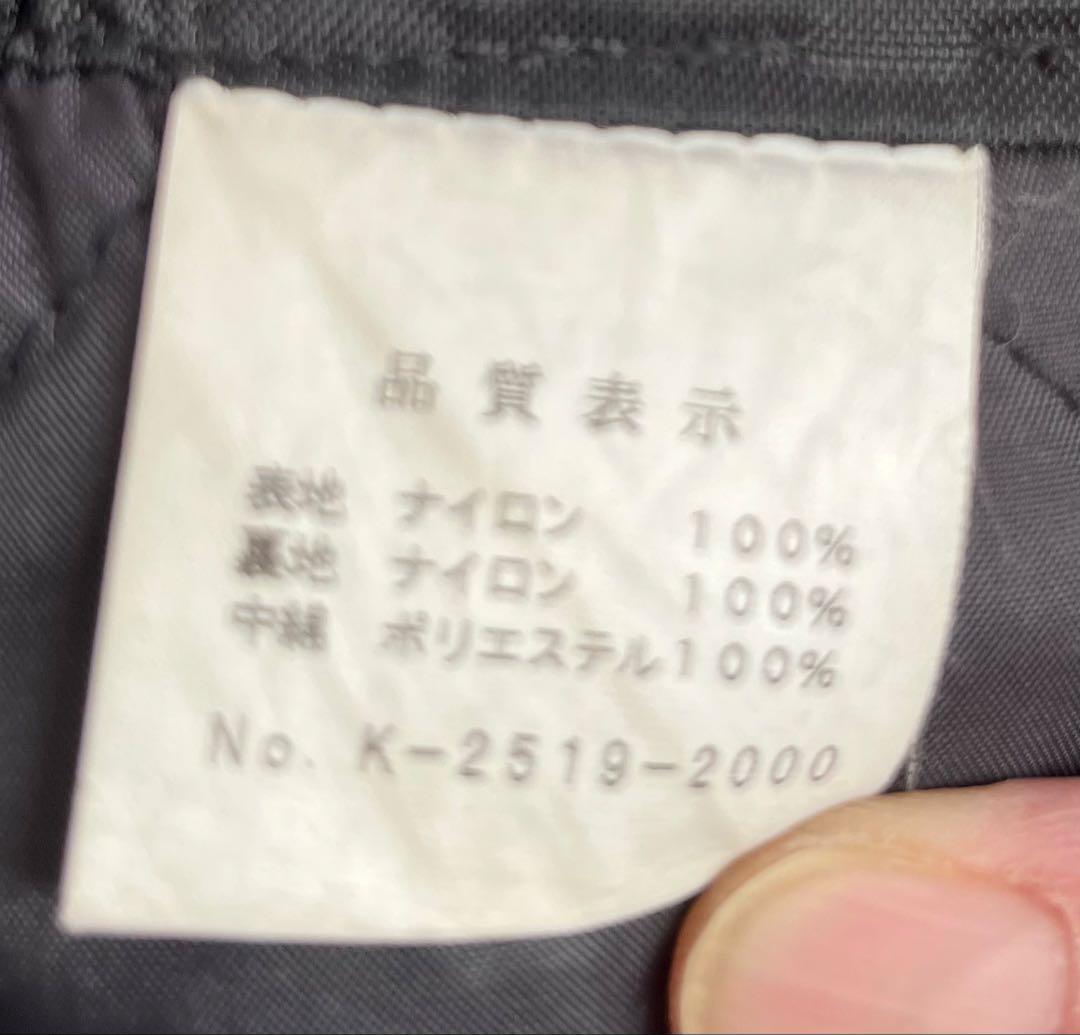 品質表示
表地 ナイロン 100%
裏地 ナイロン 100%
中綿 ポリエステル100%
No. K-2519-2000